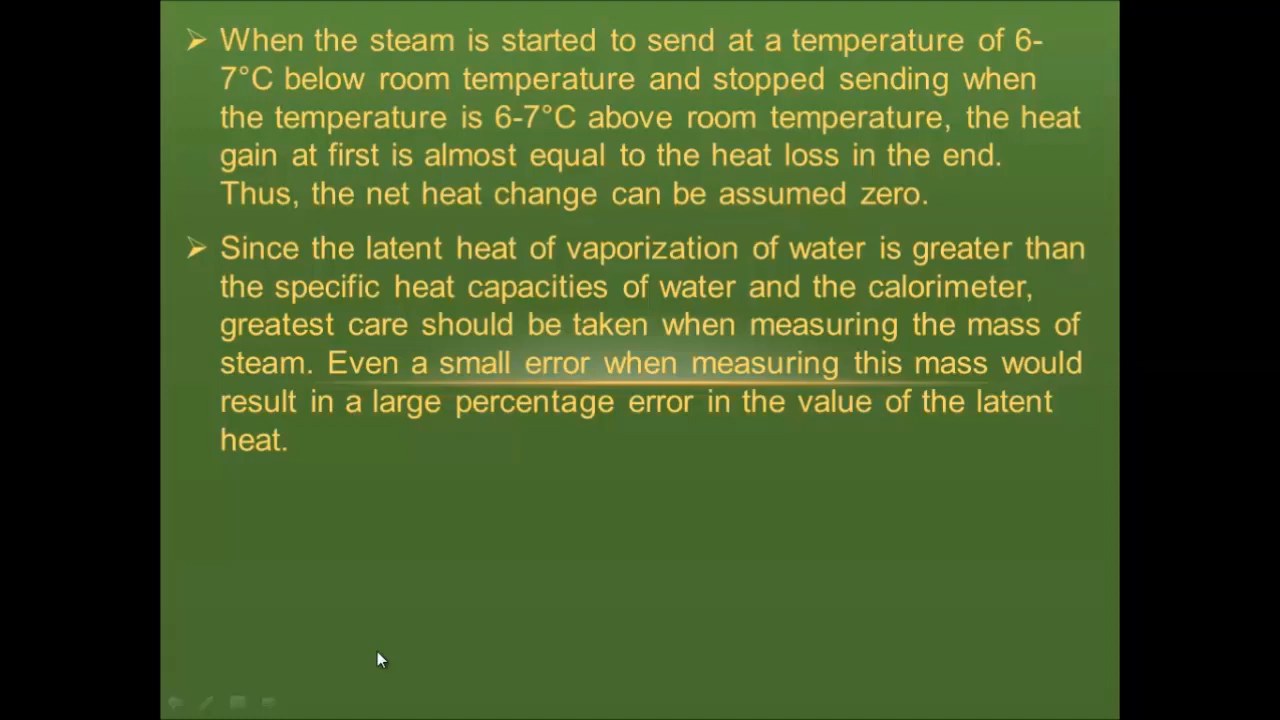 When the steam is started to send at a temperature of 6-
7°C below room temperature and stopped sending when
the temperature is 6-7°C above room temperature, the heat
gain at first is almost equal to the heat loss in the end.
Thus, the net heat change can be assumed zero.
Since the latent heat of vaporization of water is greater than
the specific heat capacities of water and the calorimeter,
greatest care should be taken when measuring the mass of
steam. Even a small error when measuring this mass would
result in a large percentage error in the value of the latent
heat.